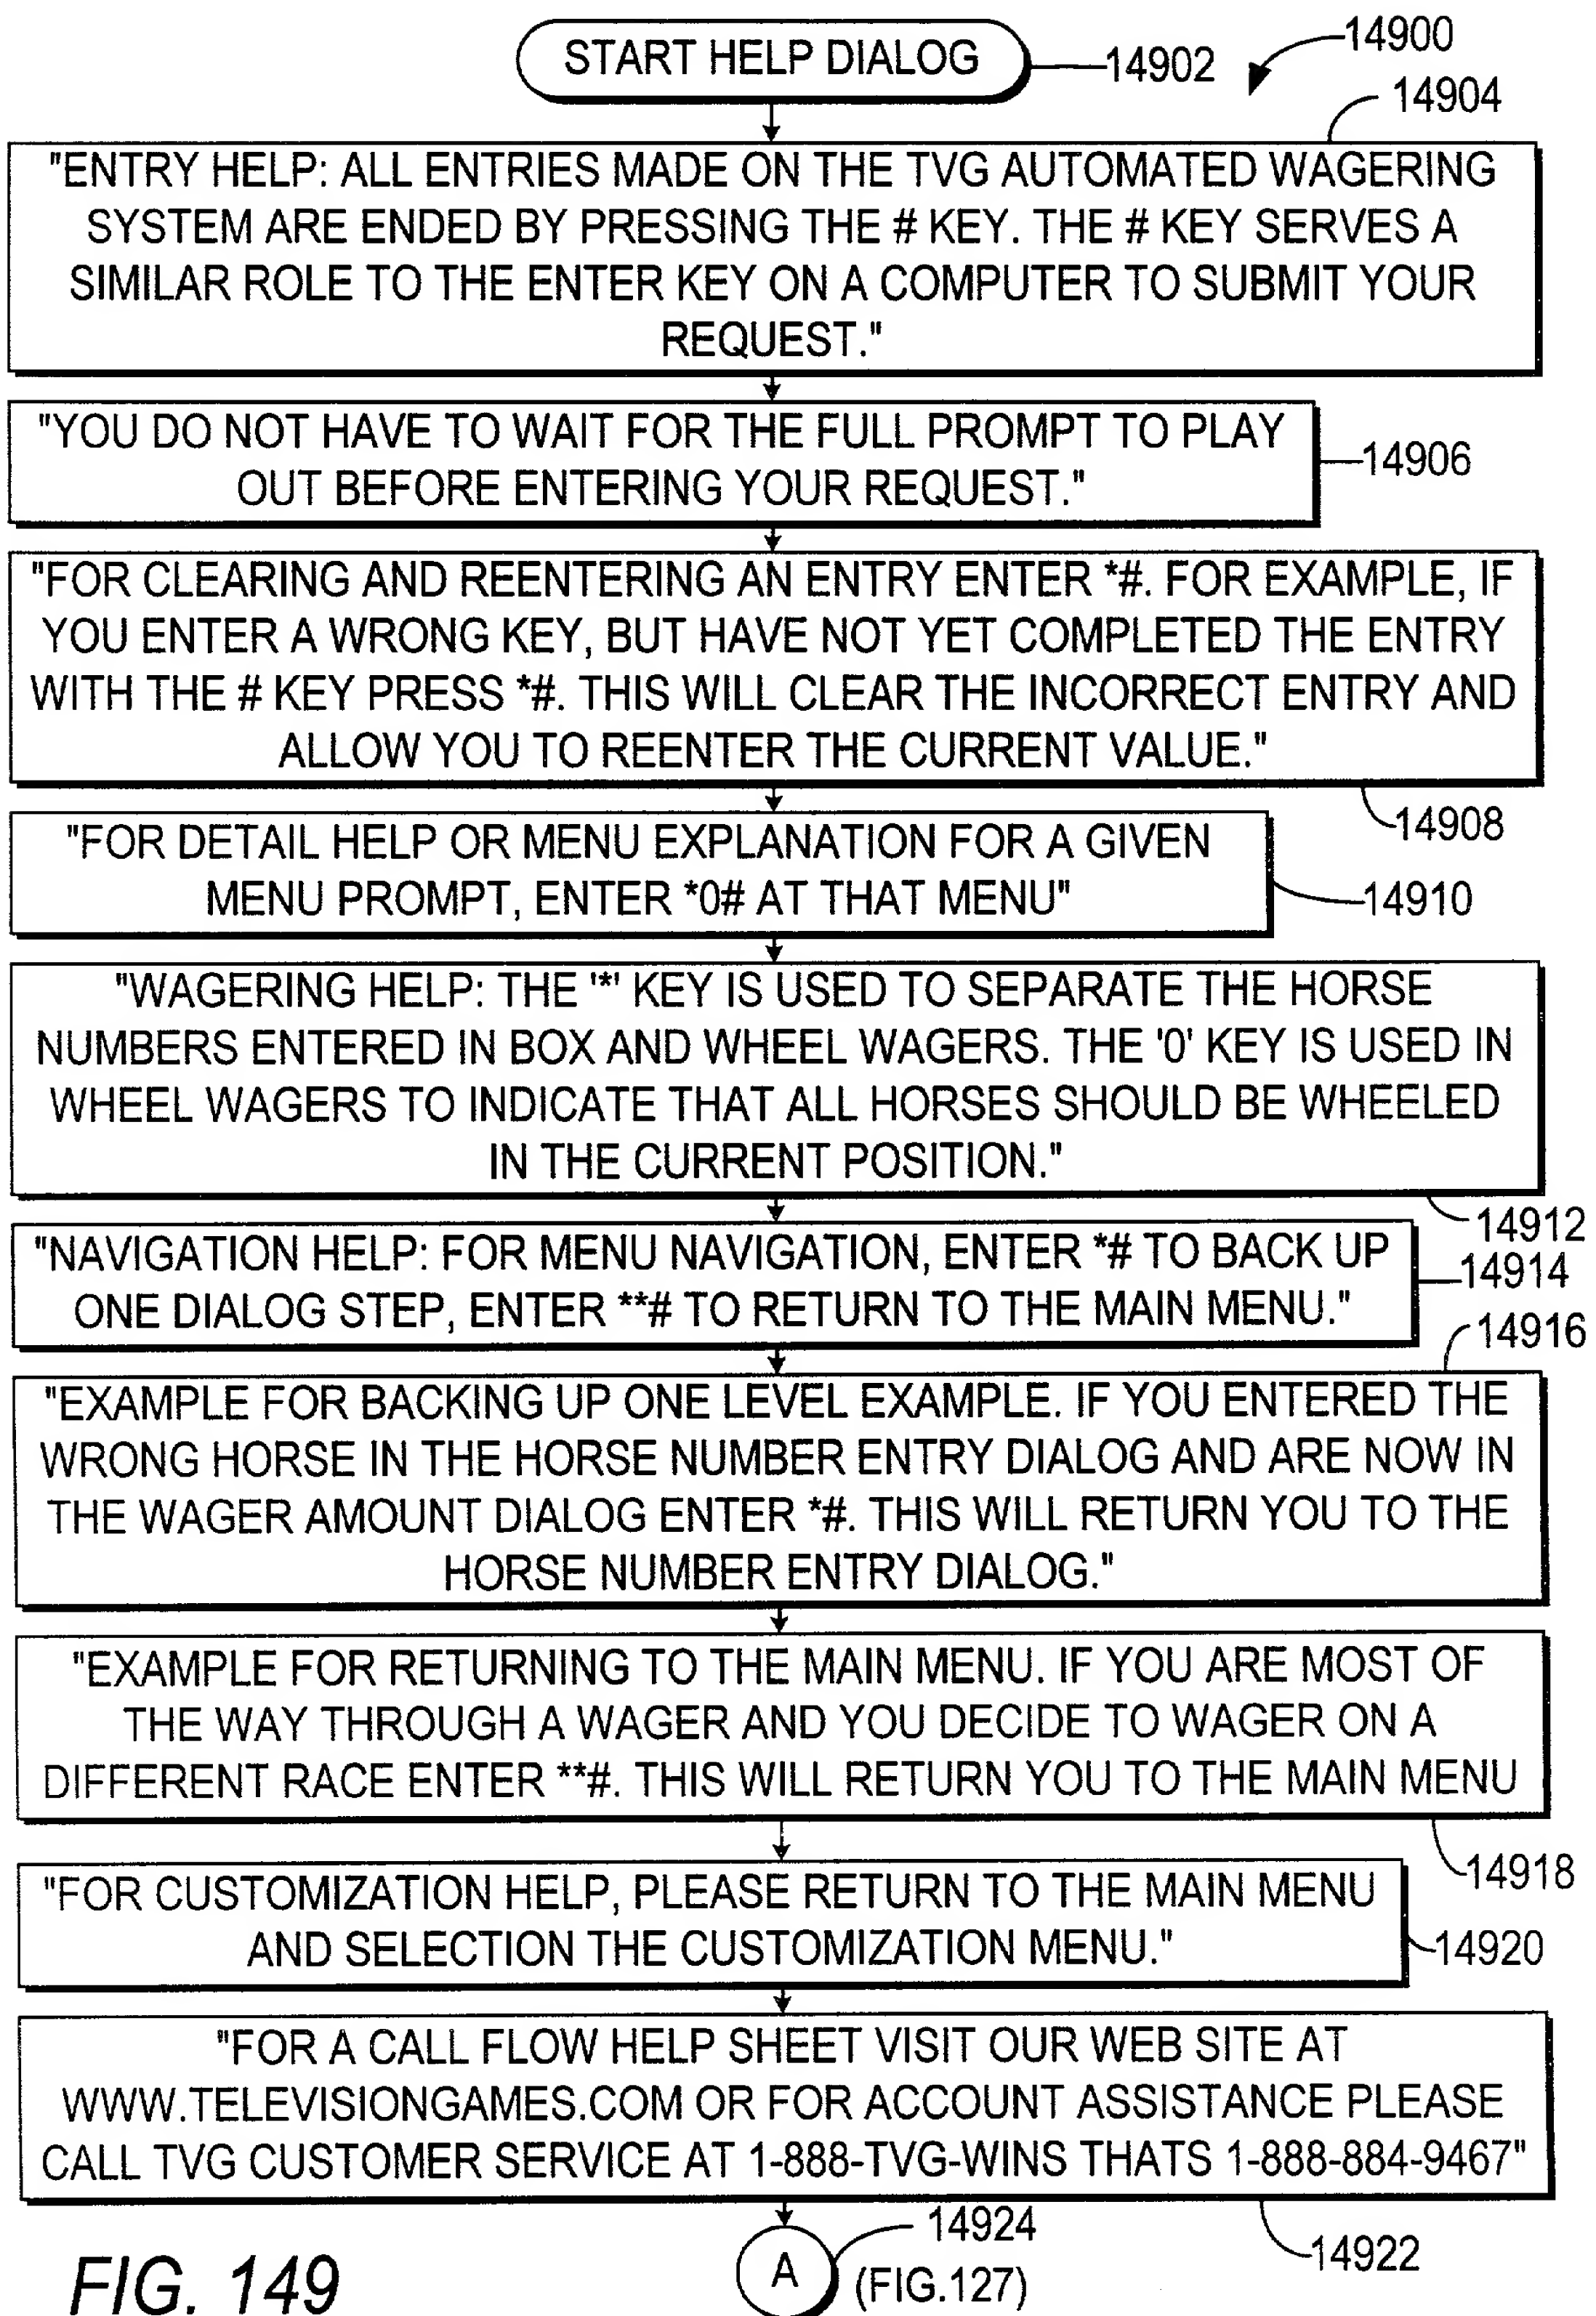 START HELP DIALOG
14902
14900
14904
"ENTRY HELP: ALL ENTRIES MADE ON THE TVG AUTOMATED WAGERING
SYSTEM ARE ENDED BY PRESSING THE # KEY. THE # KEY SERVES A
SIMILAR ROLE TO THE ENTER KEY ON A COMPUTER TO SUBMIT YOUR
REQUEST."
"YOU DO NOT HAVE TO WAIT FOR THE FULL PROMPT TO PLAY
OUT BEFORE ENTERING YOUR REQUEST."
14906
"FOR CLEARING AND REENTERING AN ENTRY ENTER *#. FOR EXAMPLE, IF
YOU ENTER A WRONG KEY, BUT HAVE NOT YET COMPLETED THE ENTRY
WITH THE # KEY PRESS *#. THIS WILL CLEAR THE INCORRECT ENTRY AND
ALLOW YOU TO REENTER THE CURRENT VALUE."
14908
"FOR DETAIL HELP OR MENU EXPLANATION FOR A GIVEN
MENU PROMPT, ENTER *0# AT THAT MENU"
14910
"WAGERING HELP: THE '*' KEY IS USED TO SEPARATE THE HORSE
NUMBERS ENTERED IN BOX AND WHEEL WAGERS. THE '0' KEY IS USED IN
WHEEL WAGERS TO INDICATE THAT ALL HORSES SHOULD BE WHEELED
IN THE CURRENT POSITION."
14912
"NAVIGATION HELP: FOR MENU NAVIGATION, ENTER *# TO BACK UP
ONE DIALOG STEP, ENTER **# TO RETURN TO THE MAIN MENU."
14914
14916
"EXAMPLE FOR BACKING UP ONE LEVEL EXAMPLE. IF YOU ENTERED THE
WRONG HORSE IN THE HORSE NUMBER ENTRY DIALOG AND ARE NOW IN
THE WAGER AMOUNT DIALOG ENTER *#. THIS WILL RETURN YOU TO THE
HORSE NUMBER ENTRY DIALOG."
"EXAMPLE FOR RETURNING TO THE MAIN MENU. IF YOU ARE MOST OF
THE WAY THROUGH A WAGER AND YOU DECIDE TO WAGER ON A
DIFFERENT RACE ENTER **#. THIS WILL RETURN YOU TO THE MAIN MENU
14918
"FOR CUSTOMIZATION HELP, PLEASE RETURN TO THE MAIN MENU
AND SELECTION THE CUSTOMIZATION MENU."
14920
"FOR A CALL FLOW HELP SHEET VISIT OUR WEB SITE AT
WWW.TELEVISIONGAMES.COM OR FOR ACCOUNT ASSISTANCE PLEASE
CALL TVG CUSTOMER SERVICE AT 1-888-TVG-WINS THATS 1-888-884-9467"
14922
A
14924
(FIG.127)
FIG. 149